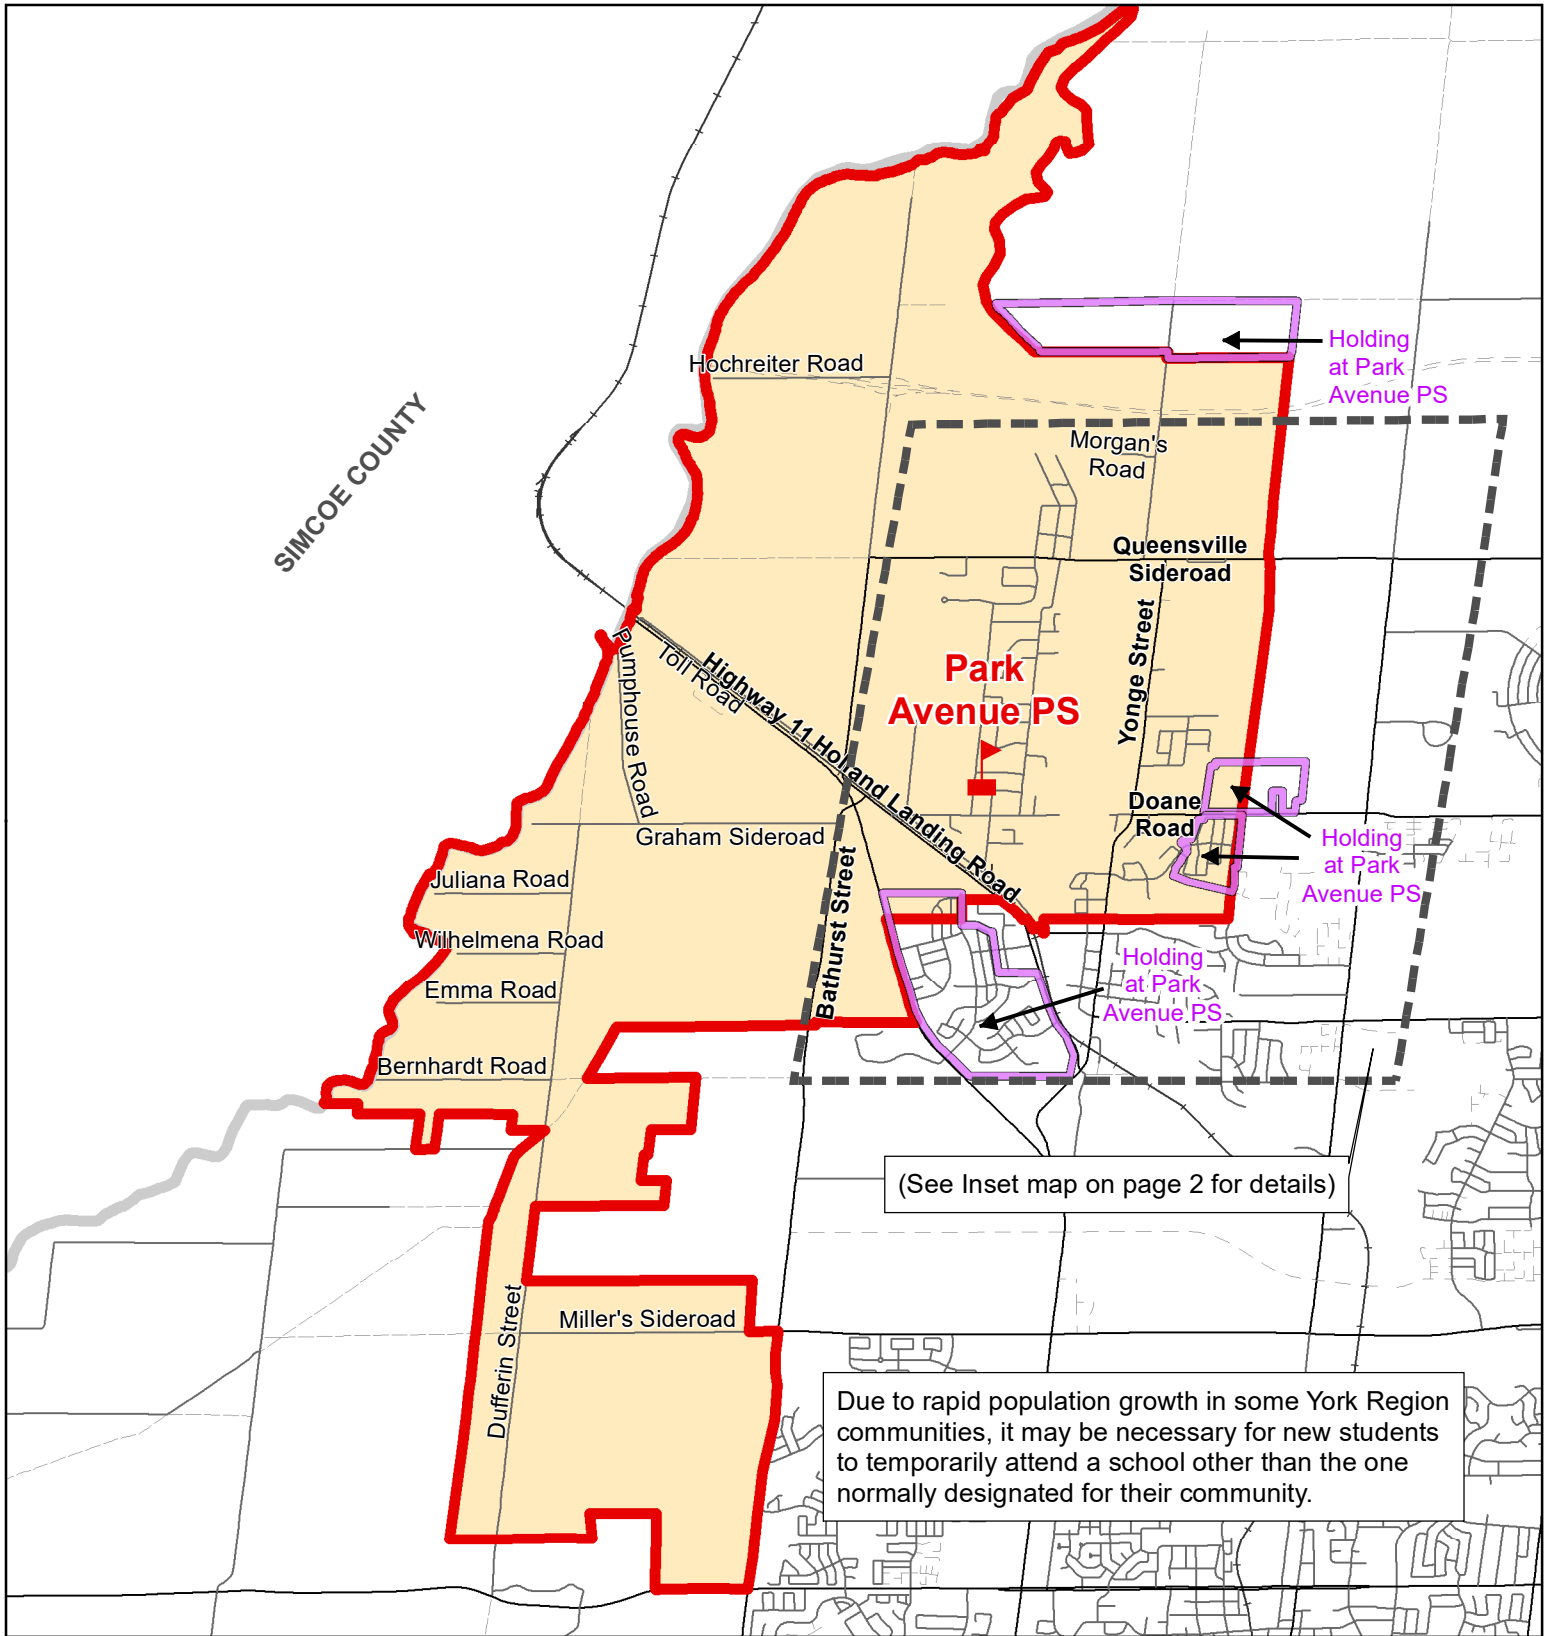 Hochreiter Road
Holding
at Park
Avenue PS
SIMCOE COUNTY
Morgan's
Road
Queensville
Sideroad
Pumphouse Road
Toll Road
Highway 11
Holland Landing Road
Park
Avenue PS
Yonge Street
Doane
Road
Graham Sideroad
Holding
at Park
Avenue PS
Juliana Road
Bathurst Street
Wilhelmena Road
Emma Road
Holding
at Park
Avenue PS
Bernhardt Road
(See Inset map on page 2 for details)
Dufferin Street
Miller's Sideroad
Due to rapid population growth in some York Region
communities, it may be necessary for new students
to temporarily attend a school other than the one
normally designated for their community.